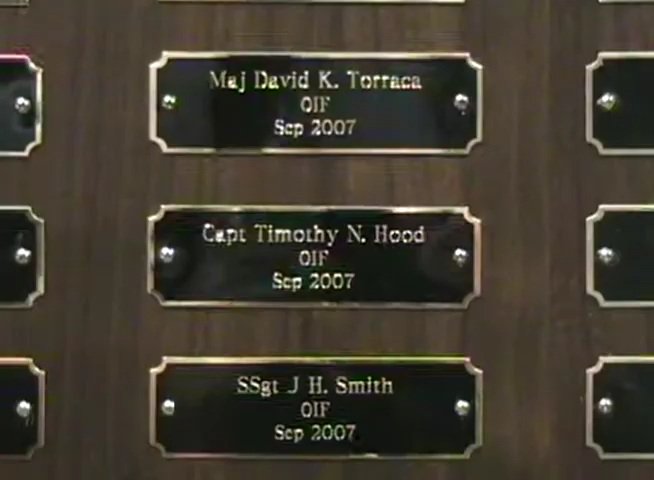 Maj David K. Torraca
OIF
Sep 2007
Capt Timothy N. Hood
OIF
Sep 2007
SSgt J H. Smith
OIF
Sep 2007